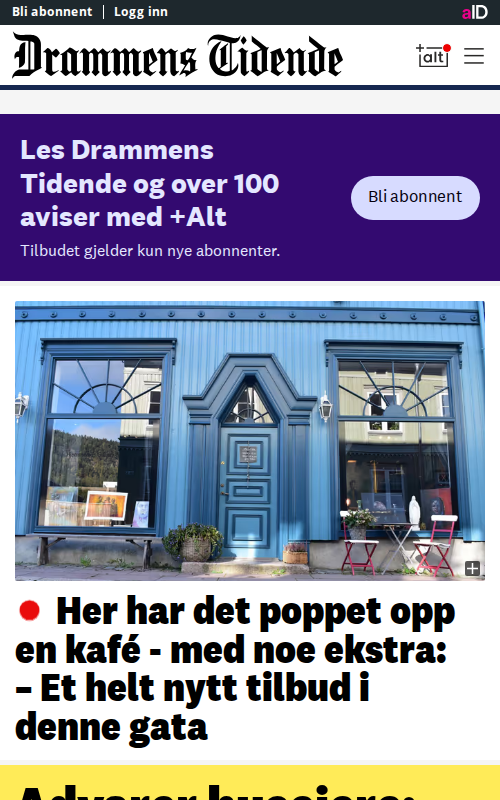 Bli abonnent | Logg inn
aID
Drammens Tidende
+alt
Les Drammens
Tidende og over 100
aviser med +Alt
Tilbudet gjelder kun nye abonnenter.
Bli abonnent
Her har det poppet opp
en kafé - med noe ekstra:
– Et helt nytt tilbud i
denne gata